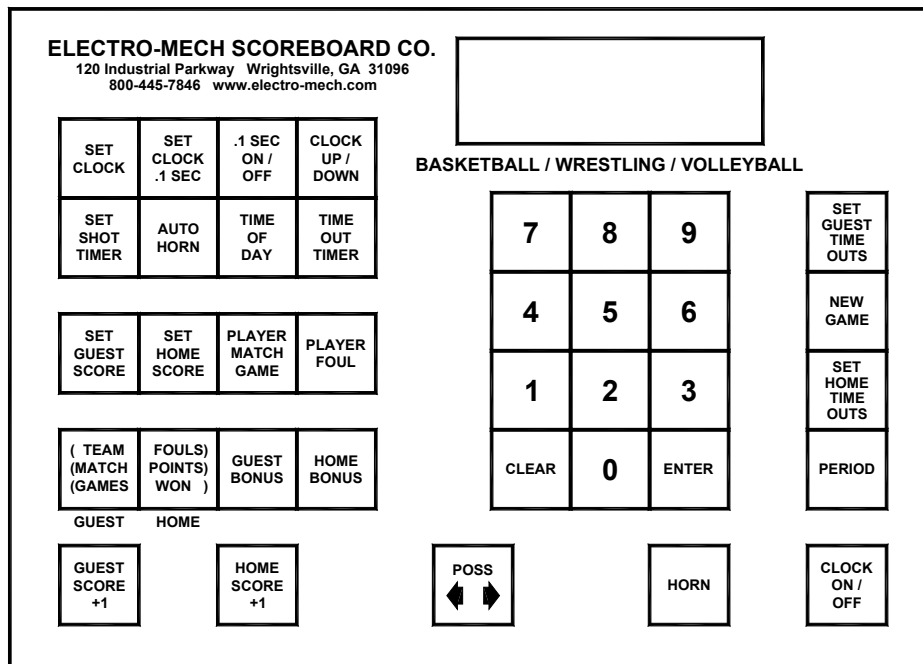 ELECTRO-MECH SCOREBOARD CO.
120 Industrial Parkway Wrightsville, GA 31096
800-445-7846 www.electro-mech.com
SET
CLOCK
SET
CLOCK
.1 SEC
.1 SEC
ON /
OFF
CLOCK
UP /
DOWN
SET
SHOT
TIMER
AUTO
HORN
TIME
OF
DAY
TIME
OUT
TIMER
SET
GUEST
SCORE
SET
HOME
SCORE
PLAYER
MATCH
GAME
PLAYER
FOUL
( TEAM
(MATCH
(GAMES
FOULS)
POINTS)
WON )
GUEST
BONUS
HOME
BONUS
GUEST
HOME
GUEST
SCORE
+1
HOME
SCORE
+1
BASKETBALL / WRESTLING / VOLLEYBALL
7
8
9
4
5
6
1
2
3
CLEAR
0
ENTER
SET
GUEST
TIME
OUTS
NEW
GAME
SET
HOME
TIME
OUTS
PERIOD
POSS
HORN
CLOCK
ON /
OFF